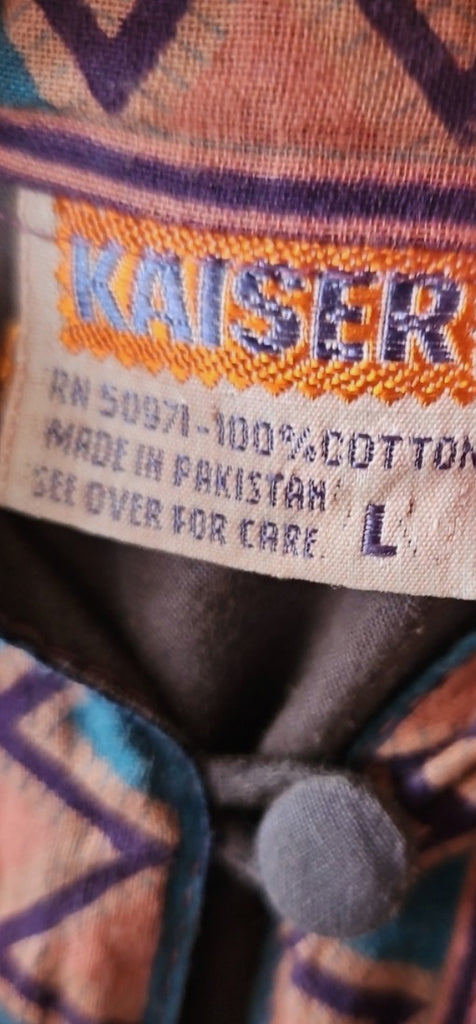 KAISER
RN 50971-100%COTTON
MADE IN PAKISTAN
SEE OVER FOR CARE L